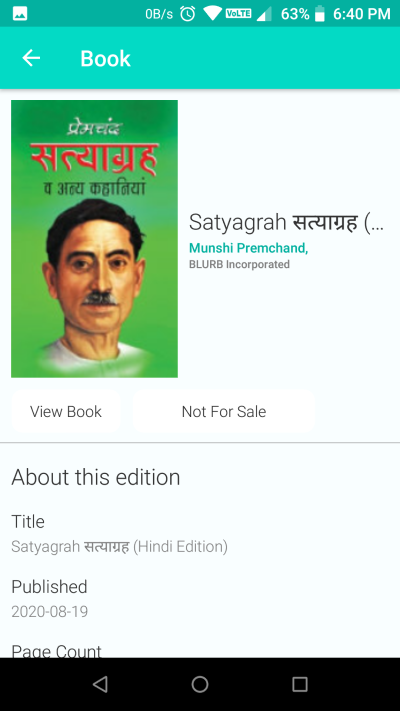 0B/s VoLTE 63% 6:40 PM
Book
प्रेमचंद
सत्याग्रह
व अन्य कहानियां
Satyagrah सत्याग्रह (...
Munshi Premchand,
BLURB Incorporated
View Book
Not For Sale
About this edition
Title
Satyagrah सत्याग्रह (Hindi Edition)
Published
2020-08-19
Page Count